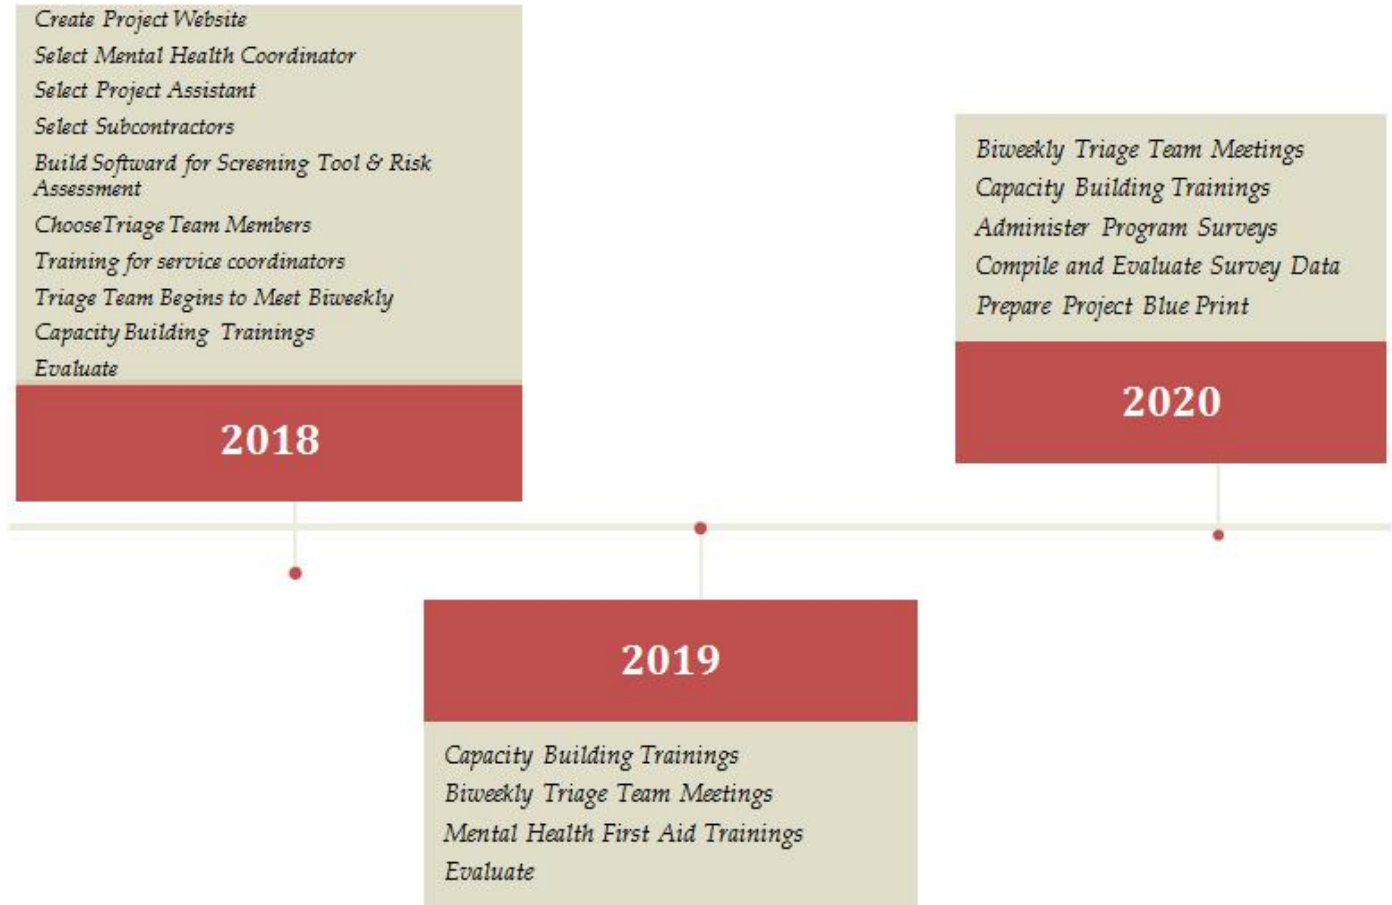 Create Project Website
Select Mental Health Coordinator
Select Project Assistant
Select Subcontractors
Build Softward for Screening Tool & Risk
Assessment
ChooseTriage Team Members
Training for service coordinators
Triage Team Begins to Meet Biweekly
Capacity Building Trainings
Evaluate
2018
Capacity Building Trainings
Biweekly Triage Team Meetings
Mental Health First Aid Trainings
Evaluate
2019
Biweekly Triage Team Meetings
Capacity Building Trainings
Administer Program Surveys
Compile and Evaluate Survey Data
Prepare Project Blue Print
2020